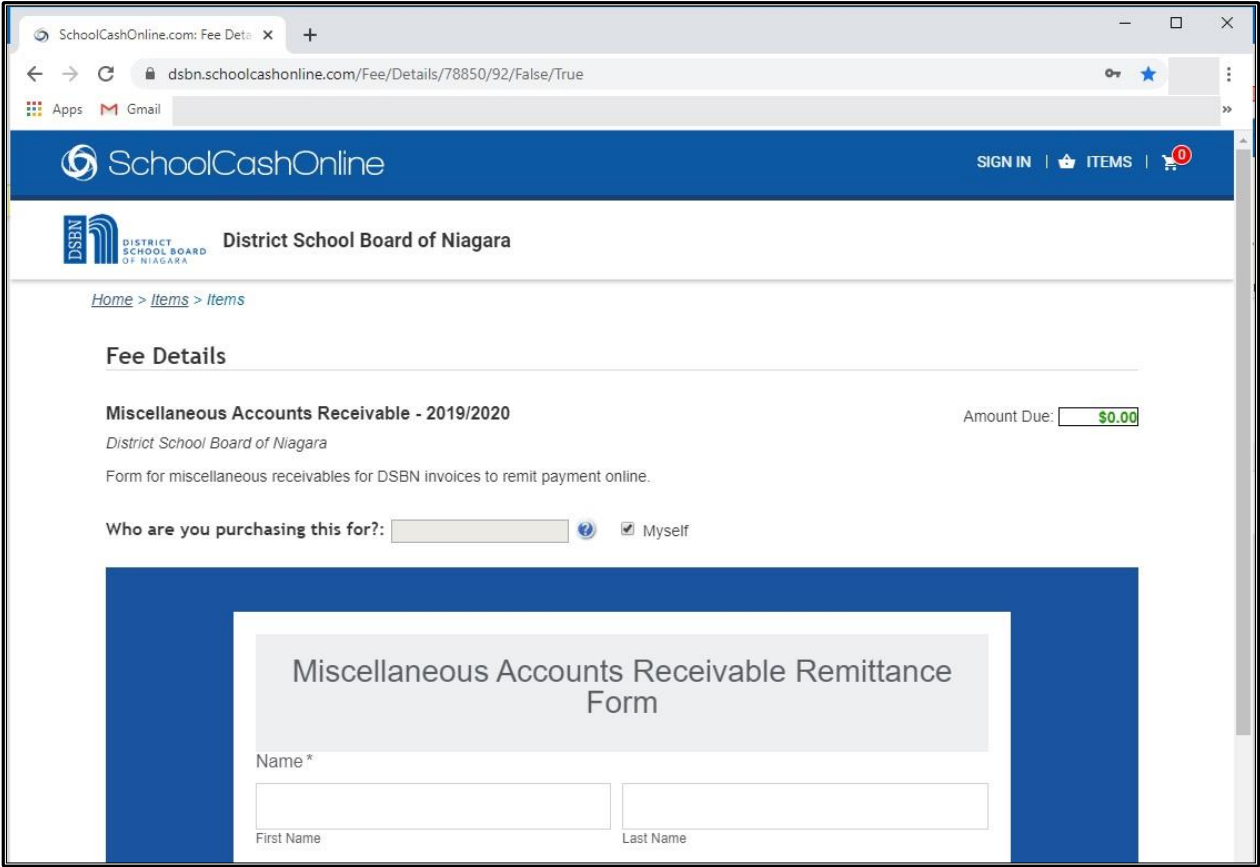 SchoolCashOnline.com: Fee Deta
dsbn.schoolcashonline.com/Fee/Details/78850/92/False/True
Apps Gmail
SchoolCashOnline
SIGN IN | ITEMS | 0
DSBN
DISTRICT
SCHOOL BOARD
OF NIAGARA
District School Board of Niagara
Home > Items > Items
Fee Details
Miscellaneous Accounts Receivable - 2019/2020
Amount Due: $0.00
District School Board of Niagara
Form for miscellaneous receivables for DSBN invoices to remit payment online.
Who are you purchasing this for?: Myself
Miscellaneous Accounts Receivable Remittance
Form
Name *
First Name Last Name